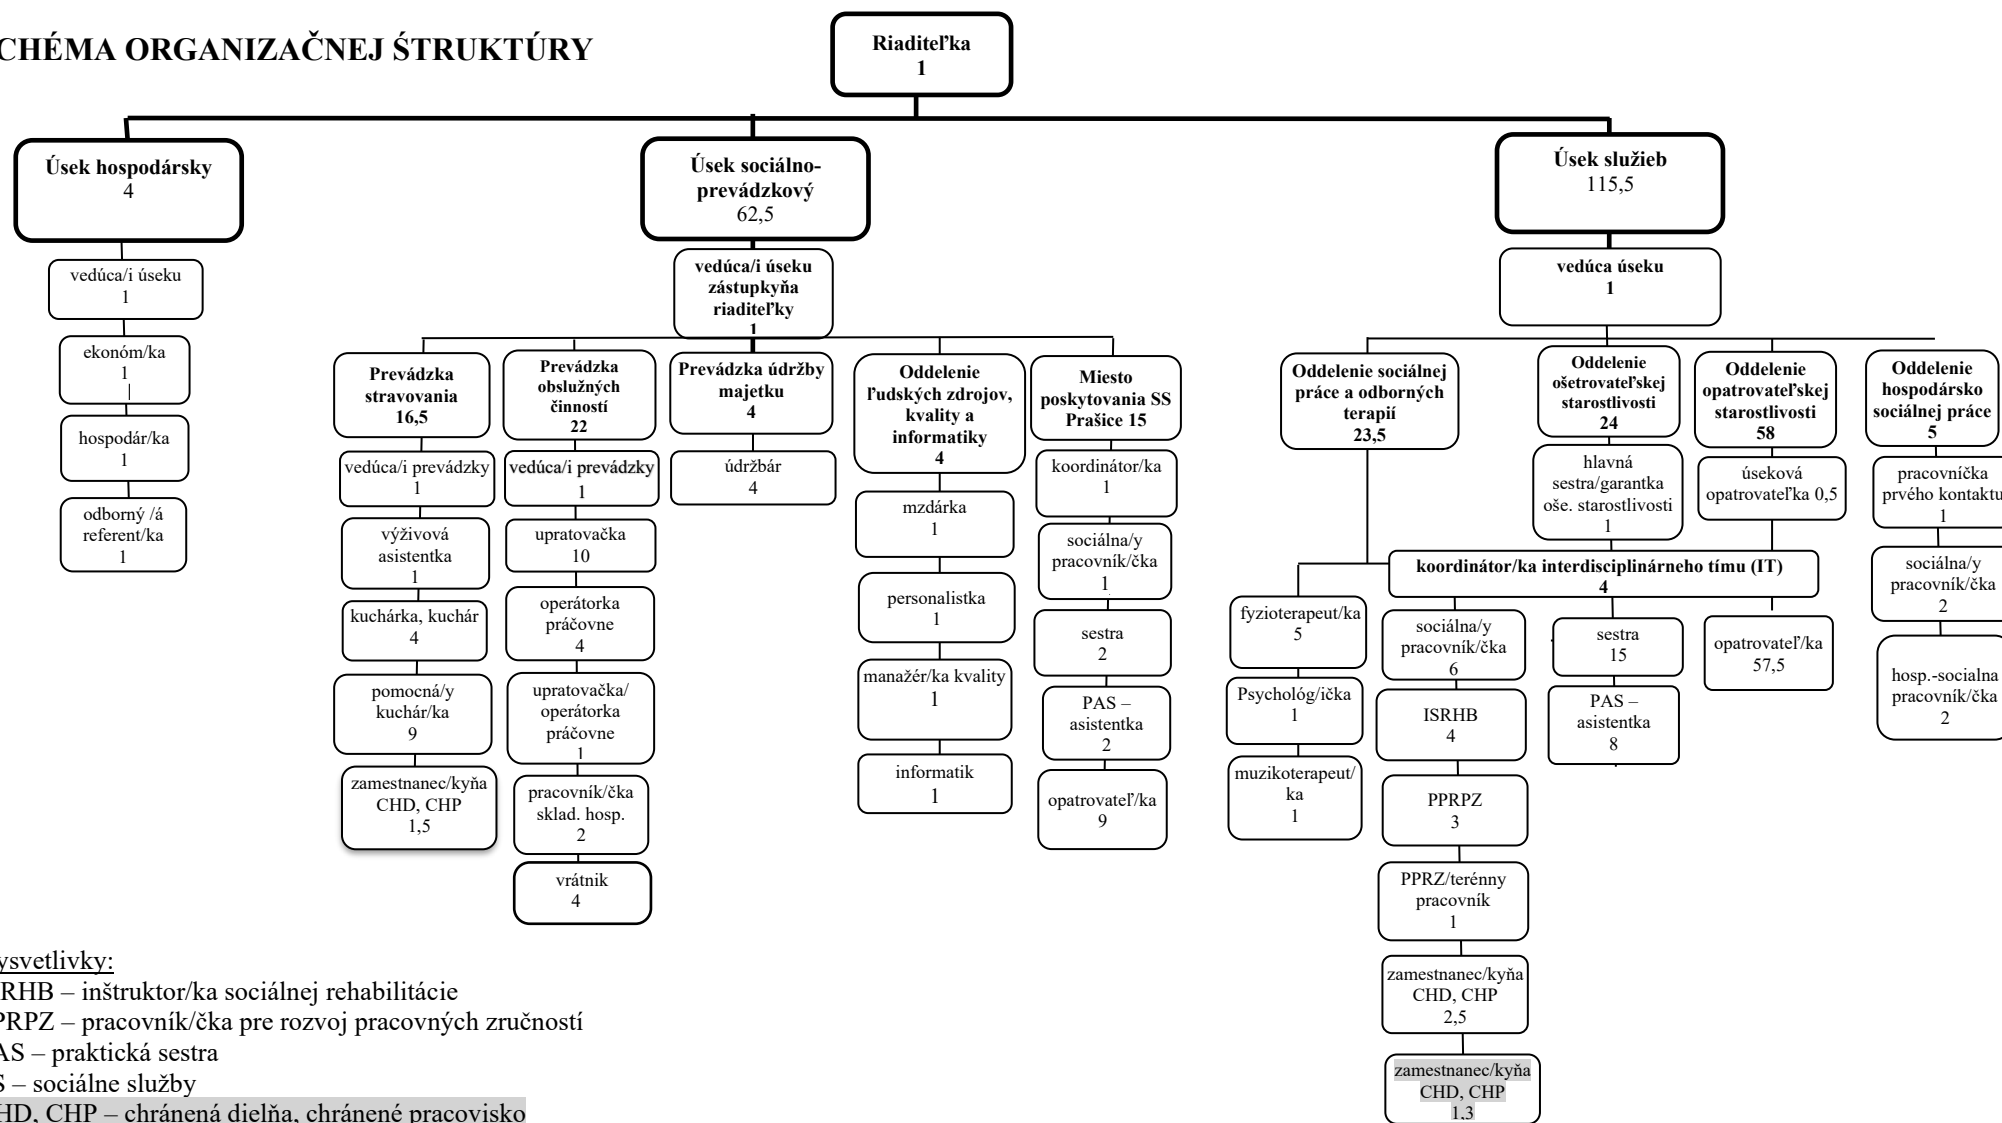 CHÉMA ORGANIZAČNEJ ŚTRUKTÚRY
Riaditeľka
1
Úsek hospodársky
4
vedúca/i úseku
1
ekonóm/ka
1
hospodár/ka
1
odborný /á
referent/ka
1
Úsek sociálno-
prevádzkový
62,5
vedúca/i úseku
zástupkyňa
riaditeľky
1
Prevádzka
stravovania
16,5
vedúca/i prevádzky
1
výživová
asistentka
1
kuchárka, kuchár
4
pomocná/y
kuchár/ka
9
zamestnanec/kyňa
CHD, CHP
1,5
Prevádzka
obslužných
činností
22
vedúca/i prevádzky
1
upratovačka
10
operátorka
práčovne
4
upratovačka/
operátorka
práčovne
1
pracovník/čka
sklad. hosp.
2
vrátnik
4
Prevádzka údržby
majetku
4
údržbár
4
Oddelenie
ľudských zdrojov,
kvality a
informatiky
4
mzdárka
1
personalistka
1
manažér/ka kvality
1
informatik
1
Miesto
poskytovania SS
Prašice 15
koordinátor/ka
1
sociálna/y
pracovník/čka
1
sestra
2
PAS –
asistentka
2
opatrovateľ/ka
9
Úsek služieb
115,5
vedúca úseku
1
Oddelenie sociálnej
práce a odborných
terapií
23,5
Oddelenie
ošetrovateľskej
starostlivosti
24
hlavná
sestra/garantka
oše. starostlivosti
1
Oddelenie
opatrovateľskej
starostlivosti
58
úseková
opatrovateľka 0,5
Oddelenie
hospodársko
sociálnej práce
5
pracovníčka
prvého kontaktu
1
sociálna/y
pracovník/čka
2
hosp.-socialna
pracovník/čka
2
koordinátor/ka interdisciplinárneho tímu (IT)
4
fyzioterapeut/ka
5
Psychológ/ička
1
muzikoterapeut/
ka
1
sociálna/y
pracovník/čka
6
ISRHB
4
PPRPZ
3
PPRZ/terénny
pracovník
1
zamestnanec/kyňa
CHD, CHP
2,5
zamestnanec/kyňa
CHD, CHP
1,3
sestra
15
PAS –
asistentka
8
opatrovateľ/ka
57,5
ysvetlivky:
RHB – inštruktor/ka sociálnej rehabilitácie
PRPZ – pracovník/čka pre rozvoj pracovných zručností
AS – praktická sestra
S – sociálne služby
HD, CHP – chránená dielňa, chránené pracovisko